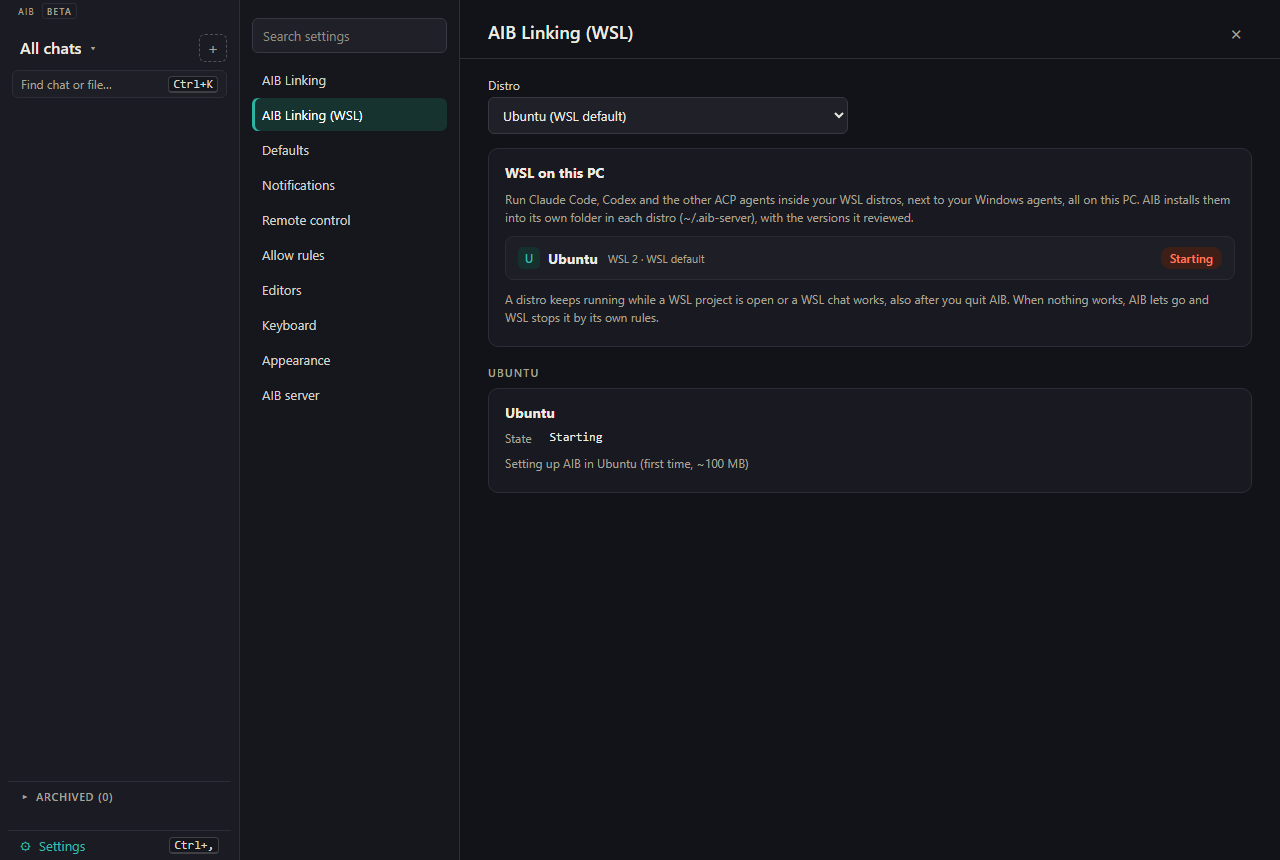 AIB BETA
All chats
+
Find chat or file... Ctrl+K
ARCHIVED (0)
Settings Ctrl+,
Search settings
AIB Linking
AIB Linking (WSL)
Defaults
Notifications
Remote control
Allow rules
Editors
Keyboard
Appearance
AIB server
AIB Linking (WSL)
Distro
Ubuntu (WSL default)
WSL on this PC
Run Claude Code, Codex and the other ACP agents inside your WSL distros, next to your Windows agents, all on this PC. AIB installs them
into its own folder in each distro (~/.aib-server), with the versions it reviewed.
U Ubuntu WSL 2 · WSL default Starting
A distro keeps running while a WSL project is open or a WSL chat works, also after you quit AIB. When nothing works, AIB lets go and
WSL stops it by its own rules.
UBUNTU
Ubuntu
State Starting
Setting up AIB in Ubuntu (first time, ~100 MB)